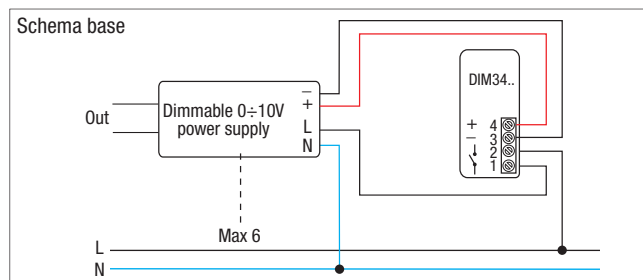 Schema base
Out
Dimmable 0÷10V
power supply
–
+
L
N
Max 6
DIM34..
+ 4
– 3
2
1
L
N